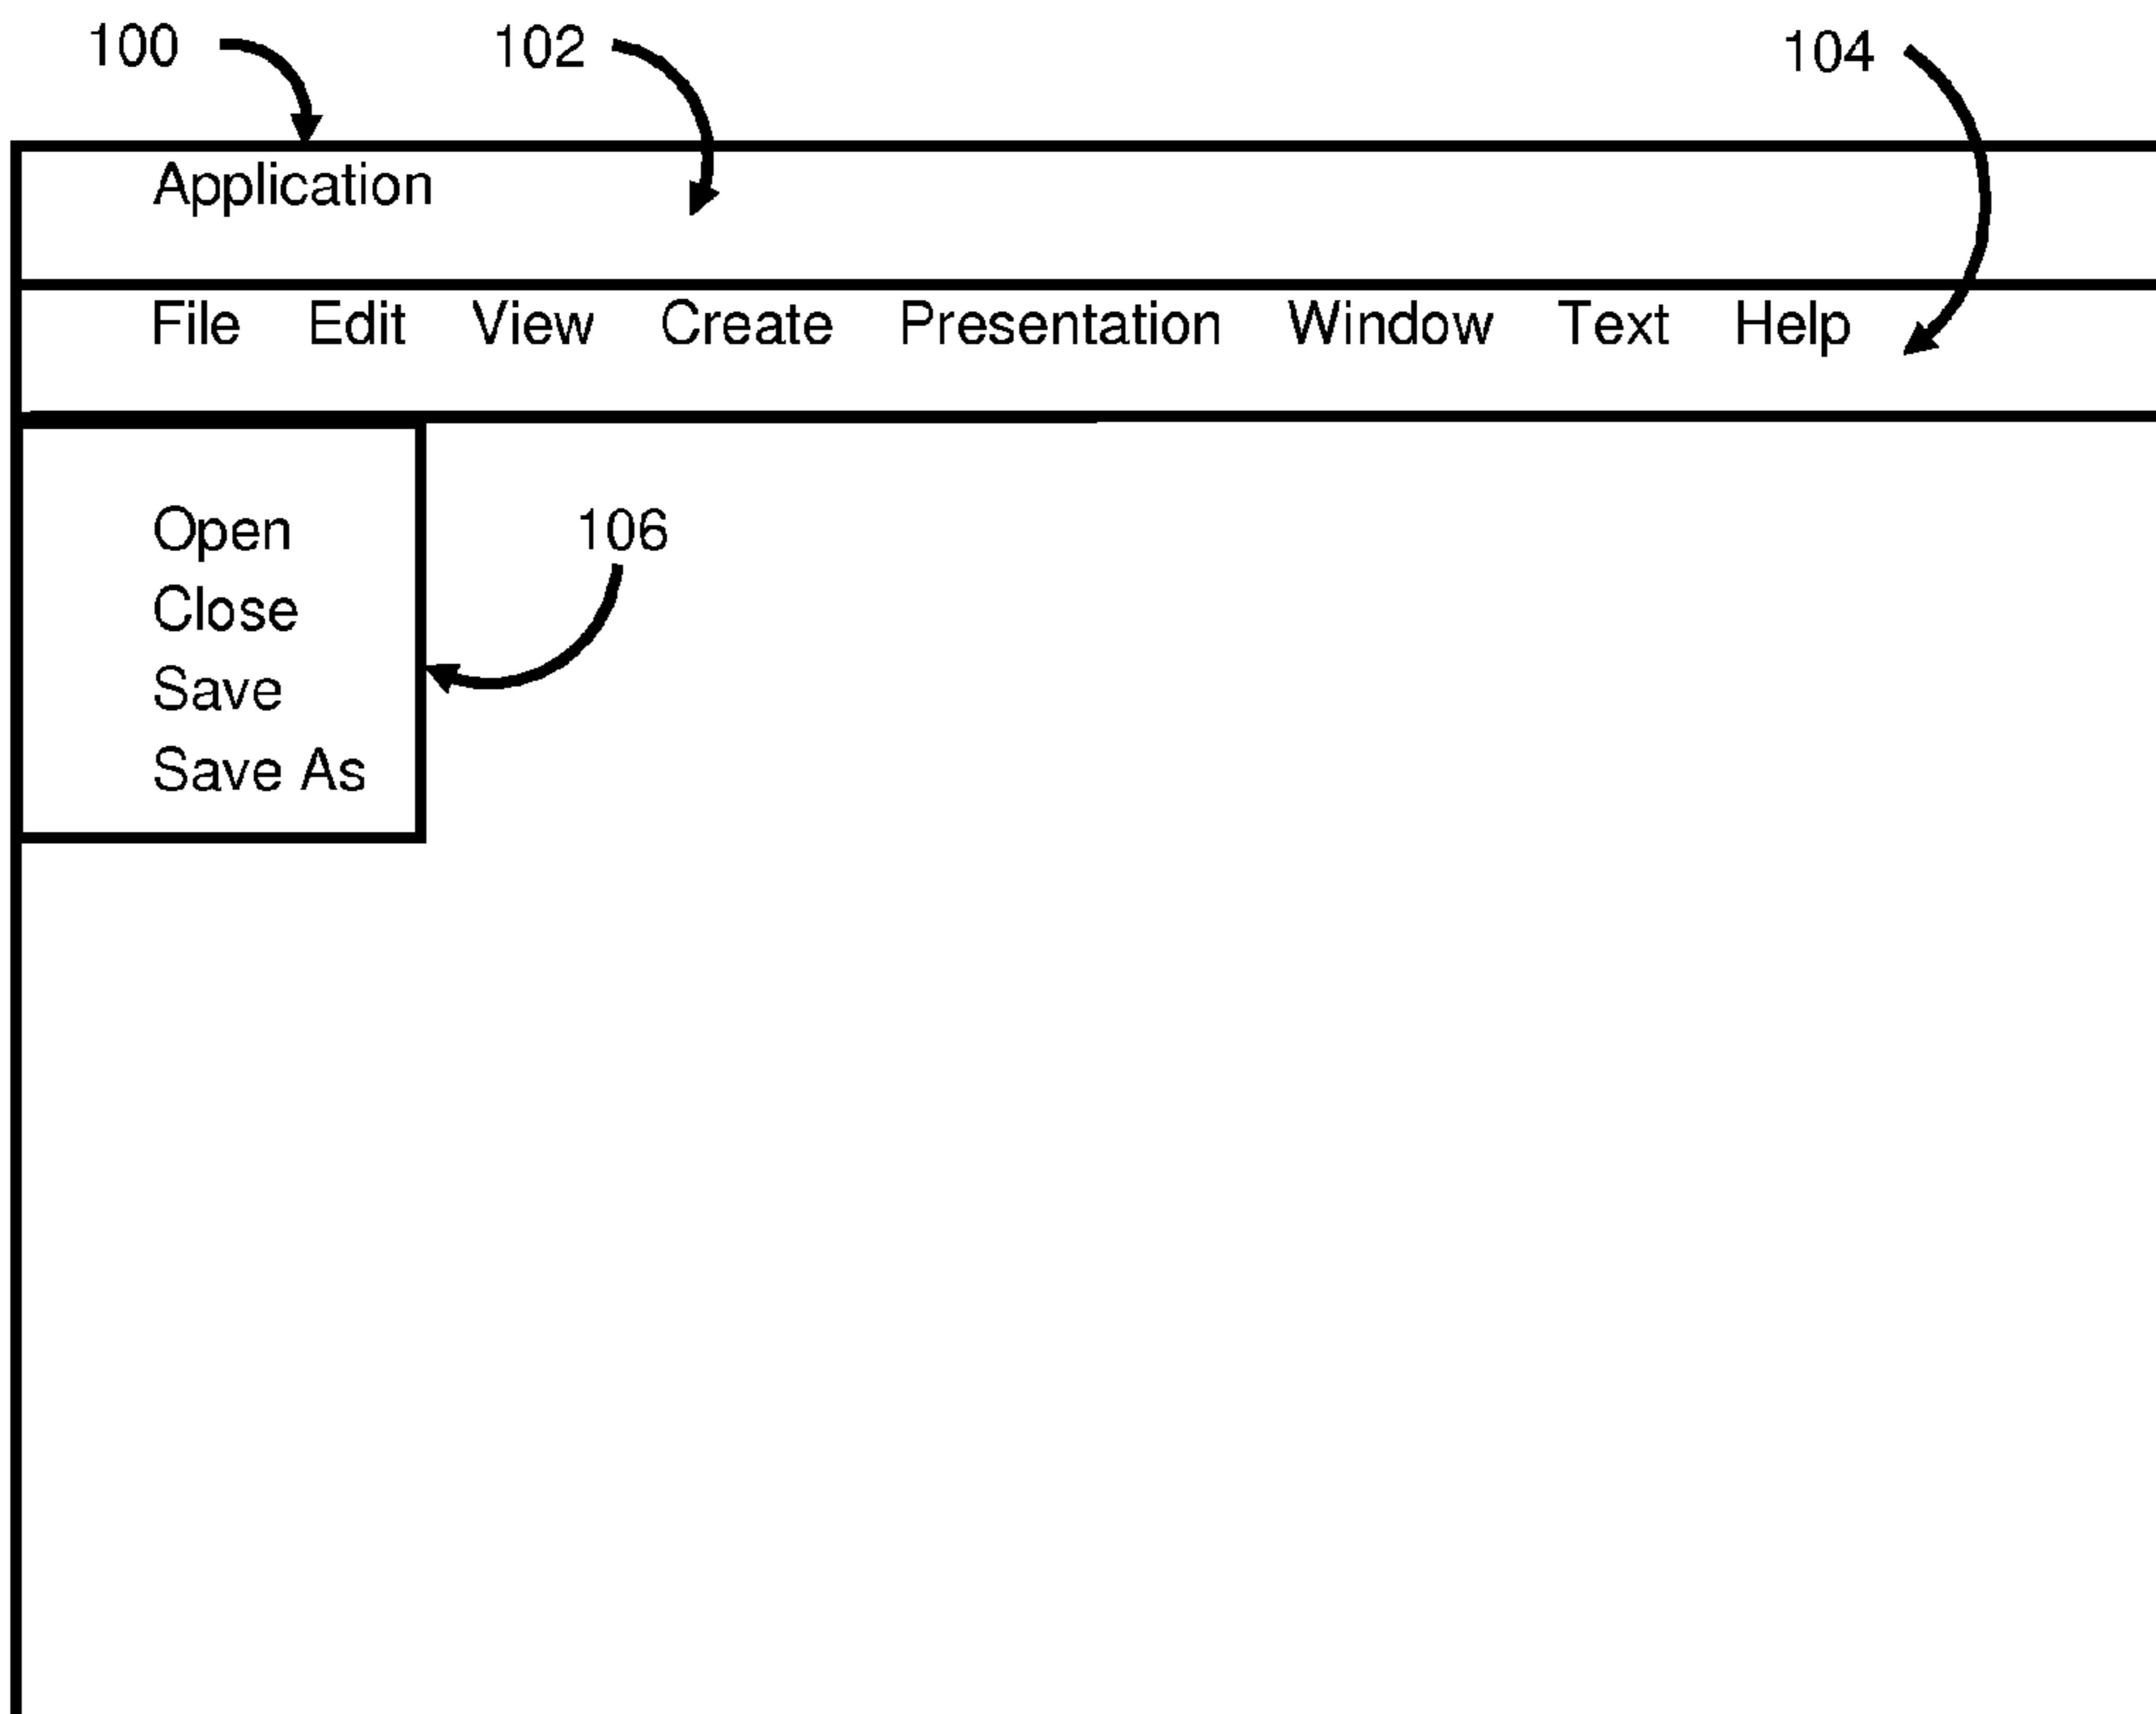 100 102 104
Application
File Edit View Create Presentation Window Text Help
Open
106
Close
Save
Save As